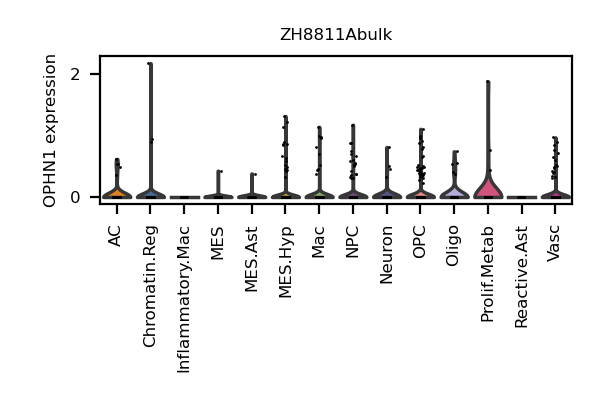 ZH8811Abulk
OPHN1 expression
2
0
AC
Chromatin.Reg
Inflammatory.Mac
MES
MES.Ast
MES.Hyp
Mac
NPC
Neuron
OPC
Oligo
Prolif.Metab
Reactive.Ast
Vasc